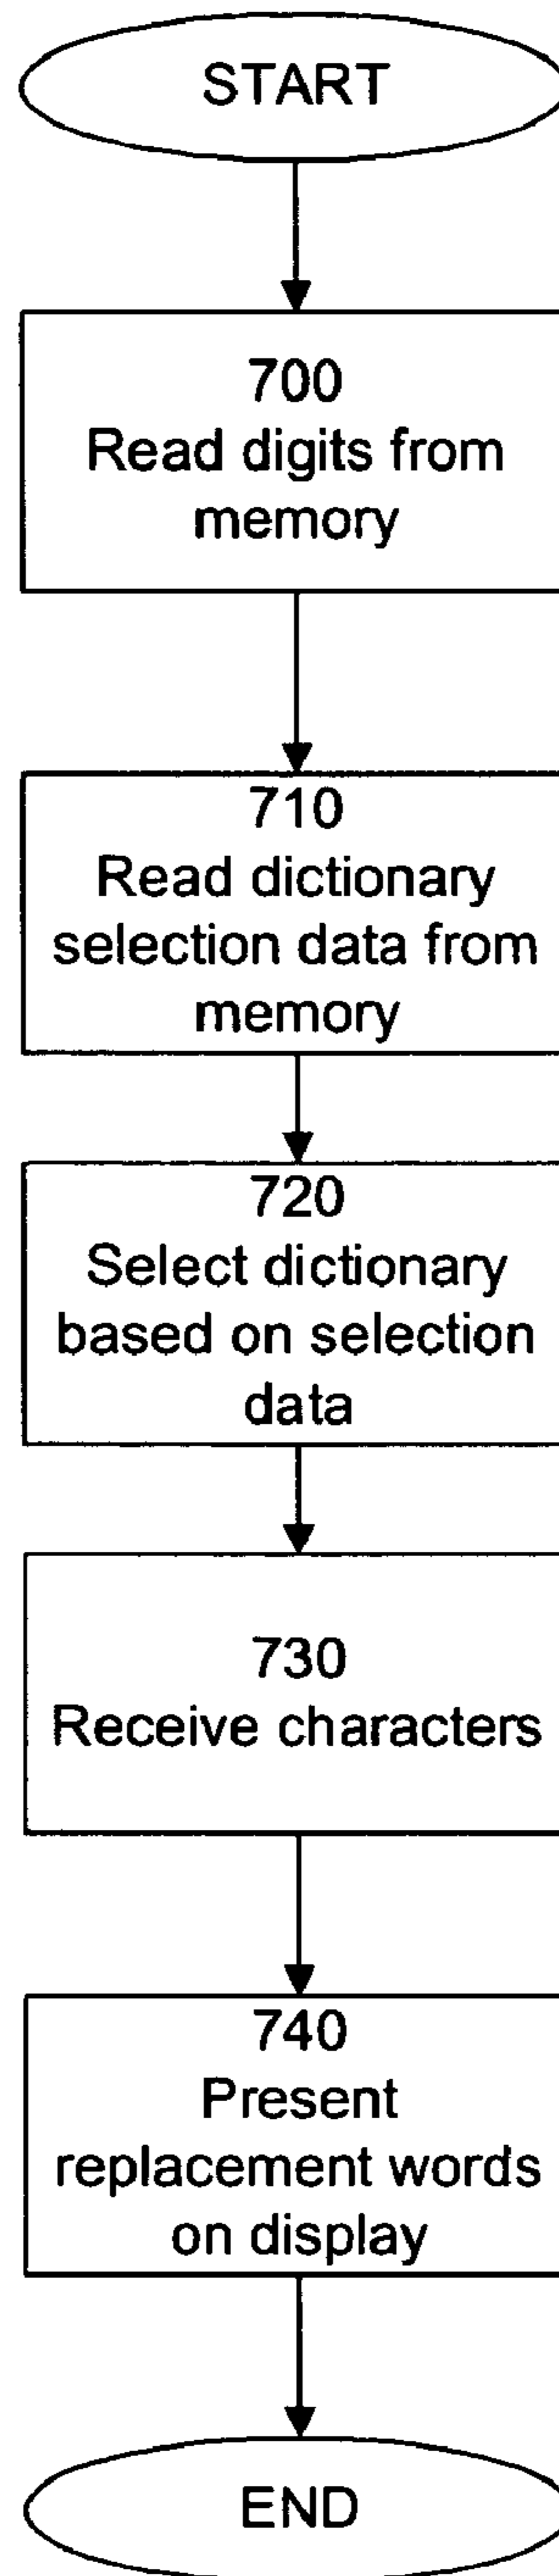 START
700
Read digits from
memory
710
Read dictionary
selection data from
memory
720
Select dictionary
based on selection
data
730
Receive characters
740
Present
replacement words
on display
END